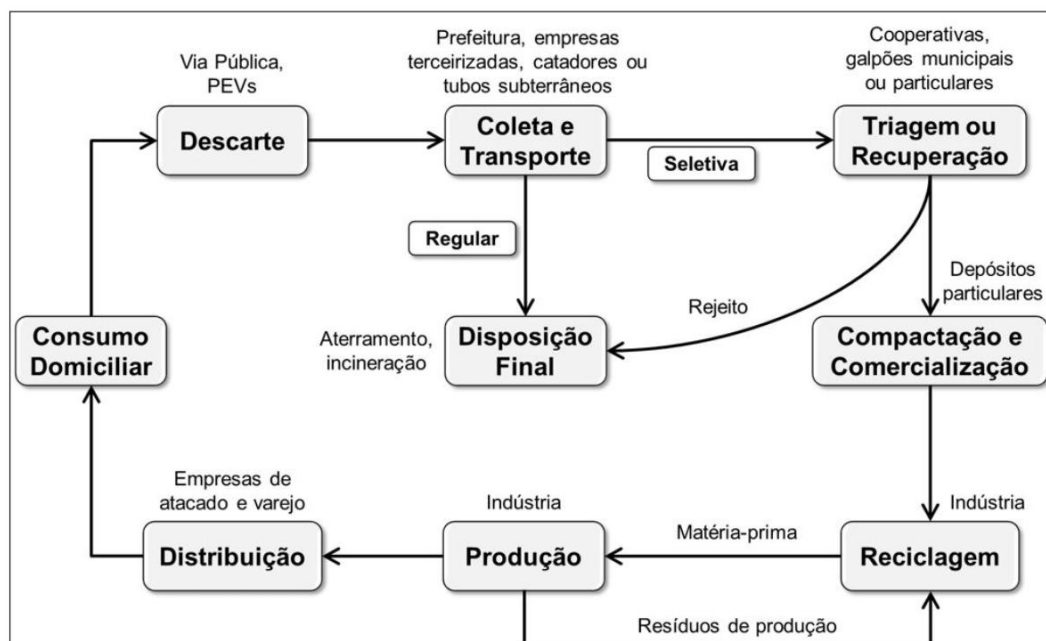 Via Pública,
PEVs
Descarte
Prefeitura, empresas
terceirizadas, catadores ou
tubos subterrâneos
Coleta e
Transporte
Seletiva
Cooperativas,
galpões municipais
ou particulares
Triagem ou
Recuperação
Regular
Rejeito
Depósitos
particulares
Consumo
Domiciliar
Aterramento,
incineração
Disposição
Final
Compactação e
Comercialização
Empresas de
atacado e varejo
Distribuição
Indústria
Produção
Matéria-prima
Indústria
Reciclagem
Resíduos de produção